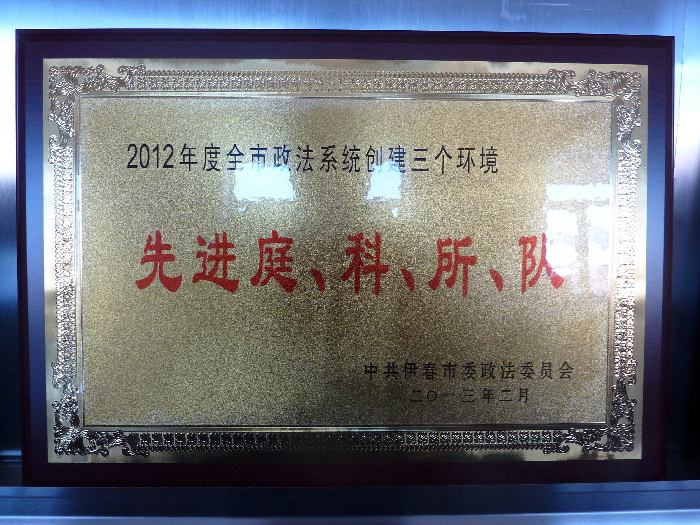 2012年度全市政法系统创建三个环境
先进庭、科、所、队
中共伊春市委政法委员会
二〇一三年二月